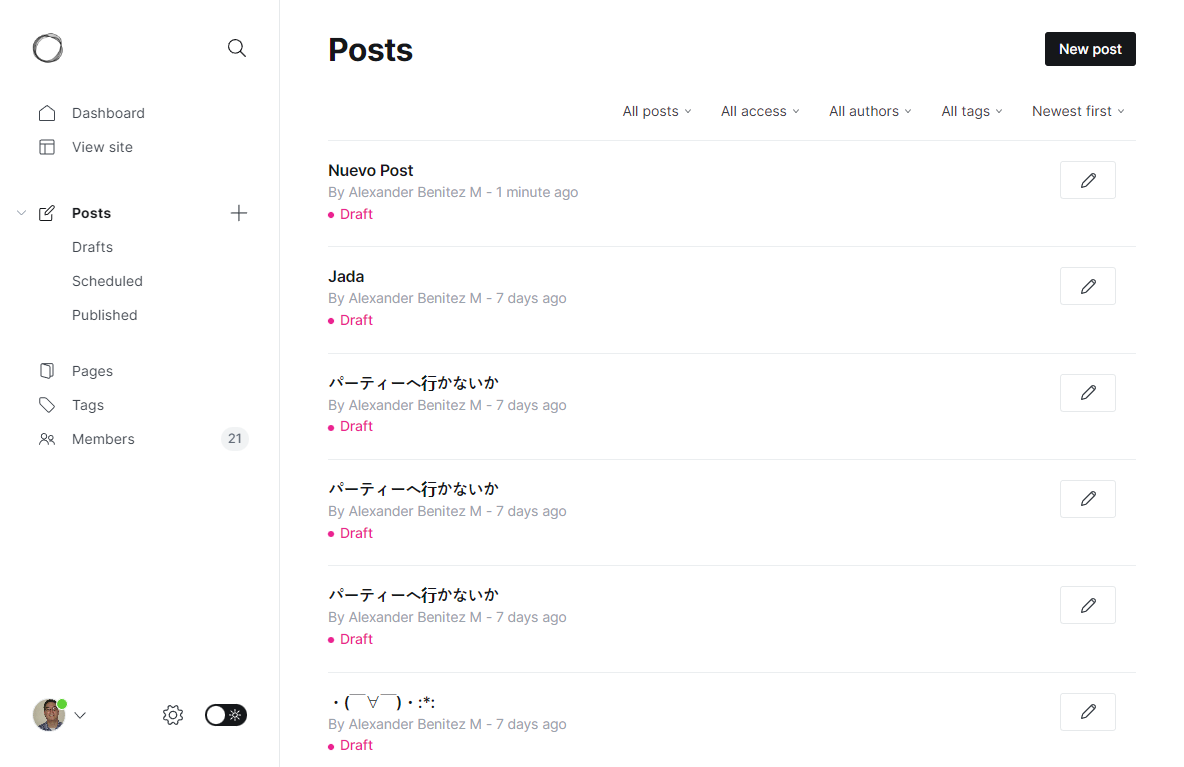 Dashboard
View site
Posts
Drafts
Scheduled
Published
Pages
Tags
Members 21
Posts
New post
All posts All access All authors All tags Newest first
Nuevo Post
By Alexander Benitez M - 1 minute ago
Draft
Jada
By Alexander Benitez M - 7 days ago
Draft
パーティーへ行かないか
By Alexander Benitez M - 7 days ago
Draft
パーティーへ行かないか
By Alexander Benitez M - 7 days ago
Draft
パーティーへ行かないか
By Alexander Benitez M - 7 days ago
Draft
・(￣∀￣)・:*:
By Alexander Benitez M - 7 days ago
Draft